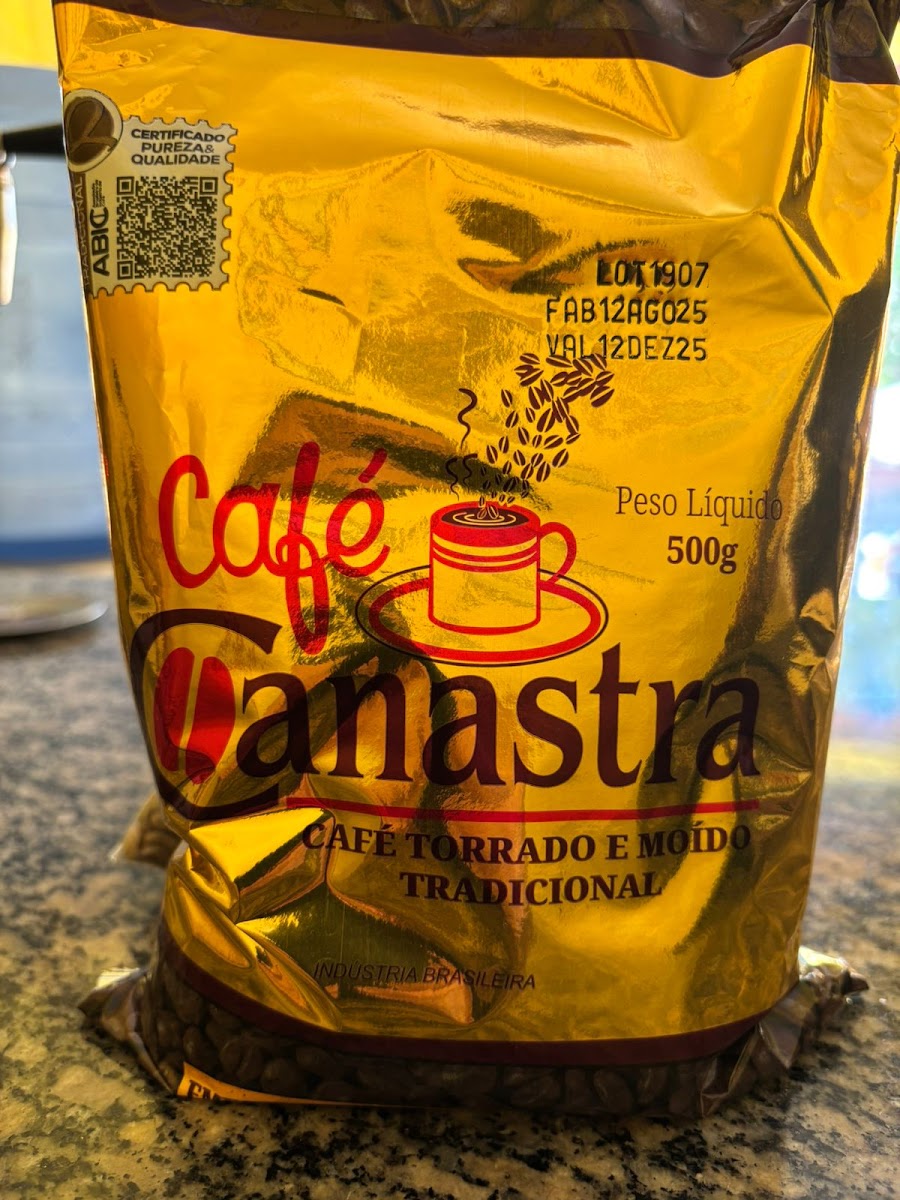 CERTIFICADO
PUREZA&
QUALIDADE
ABIC
LOT1907
FAB12AGO25
VAL12DEZ25
Café
Peso Líquido
500g
Canastra
CAFÉ TORRADO E MOÍDO
TRADICIONAL
INDUSTRIA BRASILEIRA